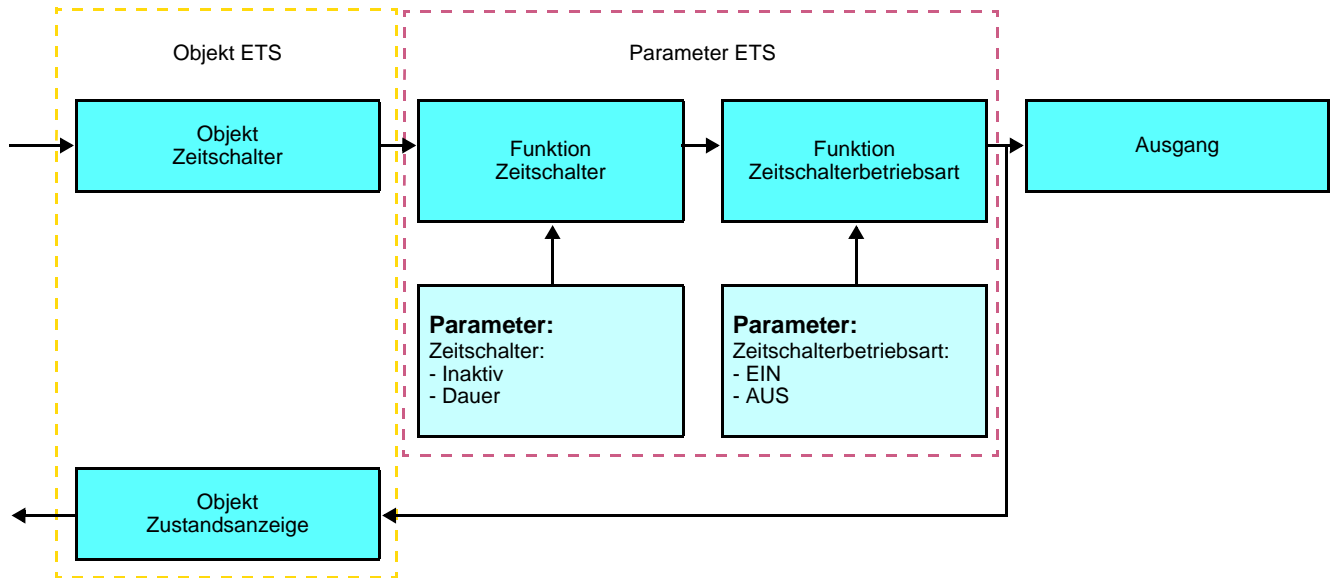 Objekt ETS
Parameter ETS
Objekt
Zeitschalter
Funktion
Zeitschalter
Funktion
Zeitschalterbetriebsart
Ausgang
Parameter:
Zeitschalter:
- Inaktiv
- Dauer
Parameter:
Zeitschalterbetriebsart:
- EIN
- AUS
Objekt
Zustandsanzeige